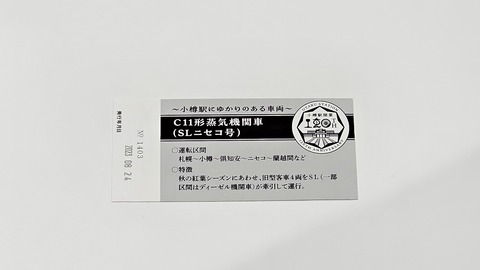 ～小樽駅にゆかりのある車両～
C11形蒸気機関車
(SLニセコ号)
○運転区間
札幌～小樽～倶知安～ニセコ～蘭越間など
○特徴
秋の紅葉シーズンにあわせ、旧型客車4両をSL(一部
区間はディーゼル機関車)が牽引して運行。
OTARU STATION
小樽駅開業
120th
ANNIVERSARY
発行年月日
№ 1403
2023 08 24